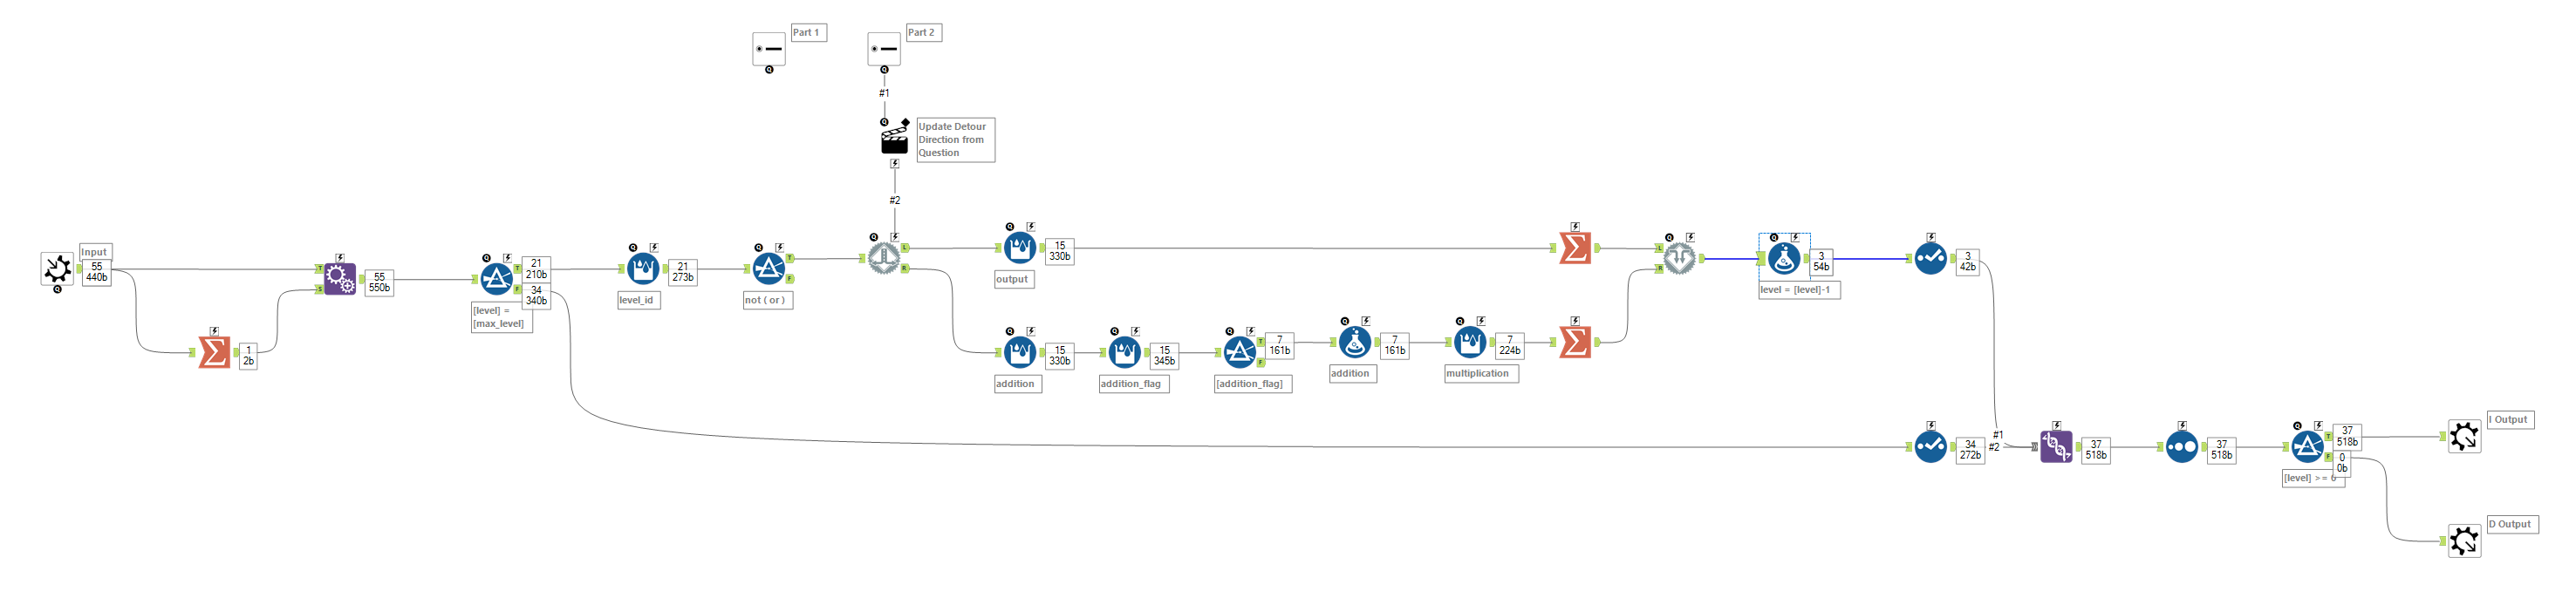 Part 1
Part 2
#1
Update Detour
Direction from
Question
#2
Input
55
440b
1
2b
55
550b
21
210b
34
340b
[level] =
[max_level]
21
273b
level_id
not ( or )
15
330b
output
15
330b
addition
15
345b
addition_flag
7
161b
[addition_flag]
7
161b
addition
7
224b
multiplication
3
54b
level = [level]-1
3
42b
34
272b
#1
#2
37
518b
37
518b
37
518b
0
0b
[level] >= 0
I Output
D Output